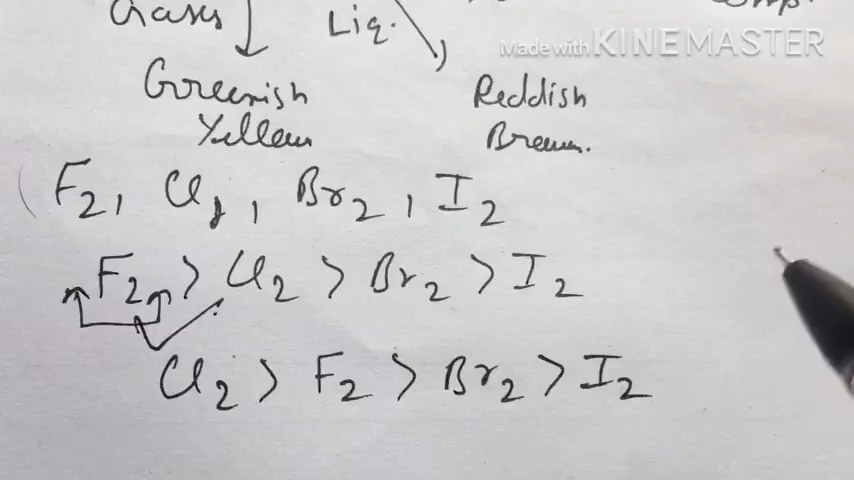 Gases Liq.
Made with KINEMASTER
Greenish Reddish
Yellow Brown.
(F2, Cl2, Br2, I2
F2 > Cl2 > Br2 > I2
Cl2 > F2 > Br2 > I2